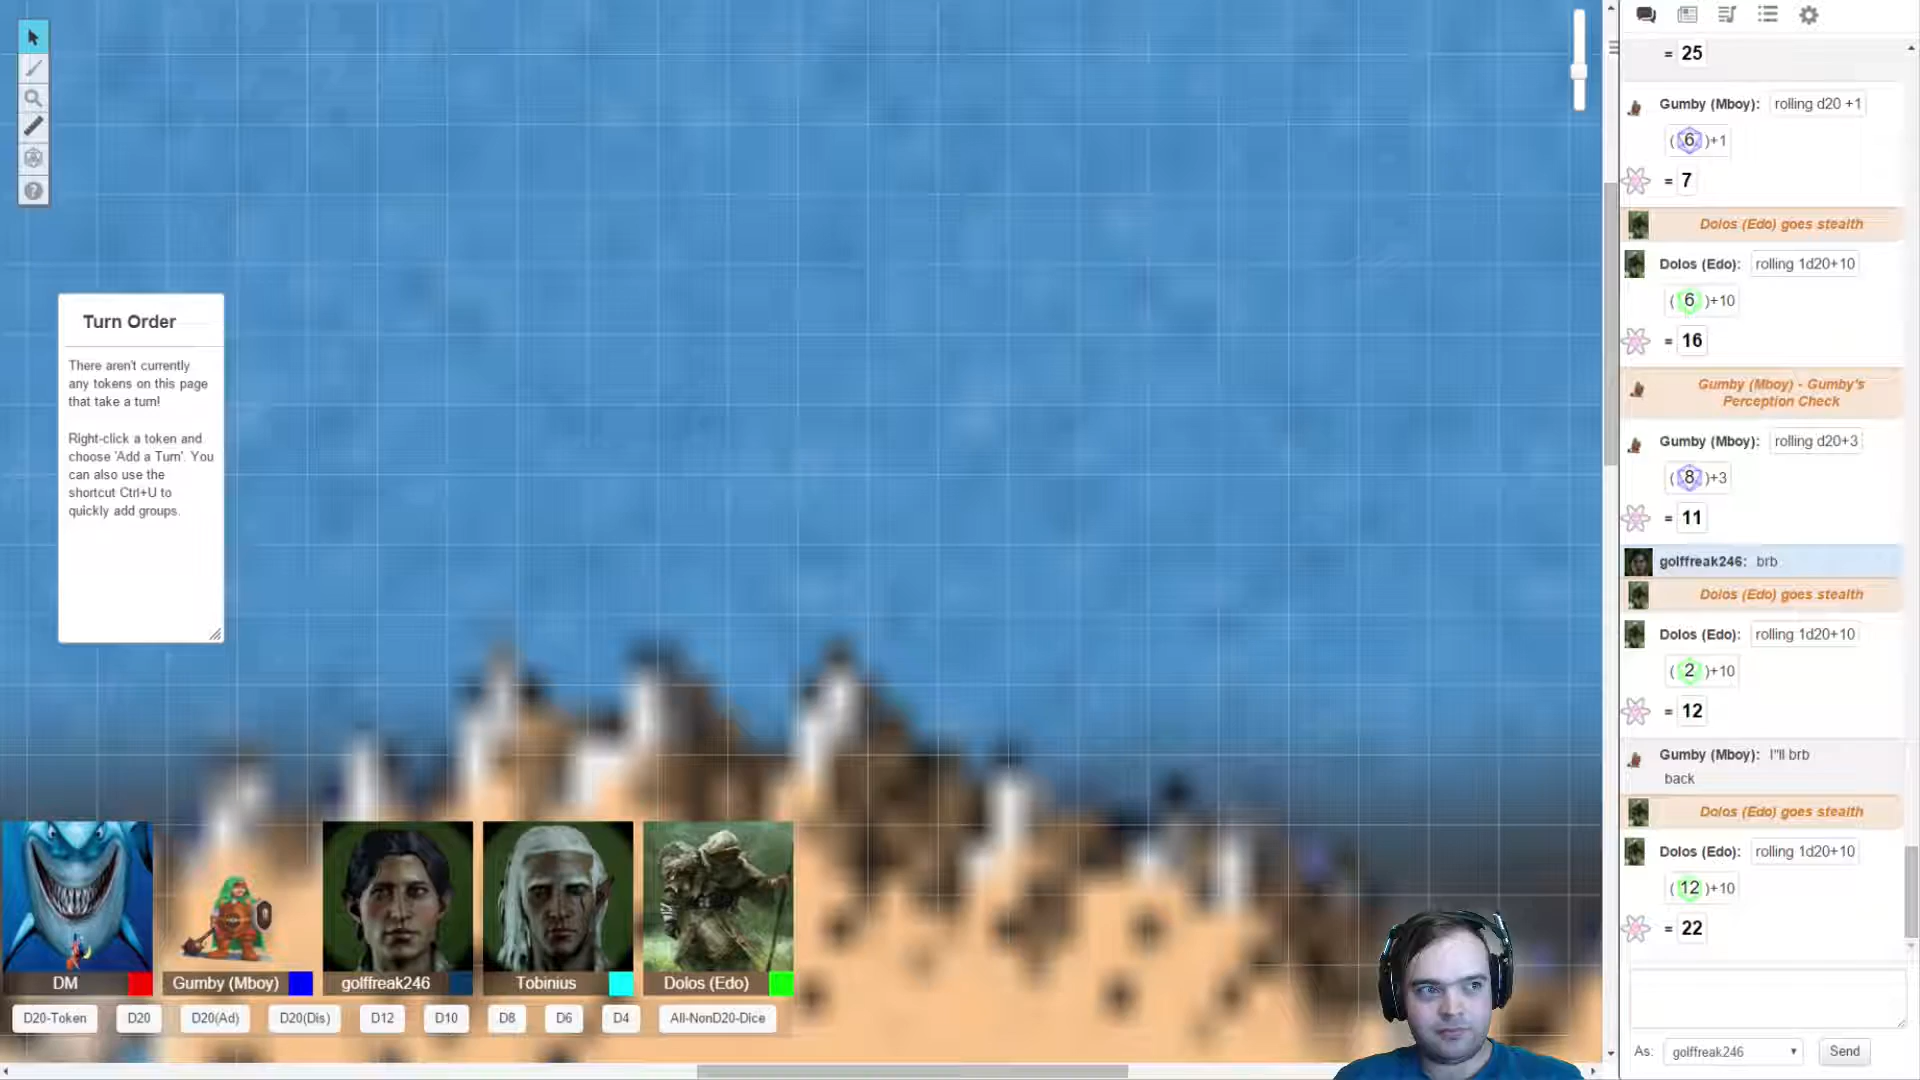 Turn Order
There aren't currently
any tokens on this page
that take a turn!
Right-click a token and
choose 'Add a Turn'. You
can also use the
shortcut Ctrl+U to
quickly add groups.
DM
Gumby (Mboy)
golffreak246
Tobinius
Dolos (Edo)
D20-Token
D20
D20(Ad)
D20(Dis)
D12
D10
D8
D6
D4
All-NonD20-Dice
= 25
Gumby (Mboy): rolling d20 +1
(6)+1
= 7
Dolos (Edo) goes stealth
Dolos (Edo): rolling 1d20+10
(6)+10
= 16
Gumby (Mboy) - Gumby's
Perception Check
Gumby (Mboy): rolling d20+3
(8)+3
= 11
golffreak246: brb
Dolos (Edo) goes stealth
Dolos (Edo): rolling 1d20+10
(2)+10
= 12
Gumby (Mboy): I"ll brb
back
Dolos (Edo) goes stealth
Dolos (Edo): rolling 1d20+10
(12)+10
= 22
As: golffreak246
Send